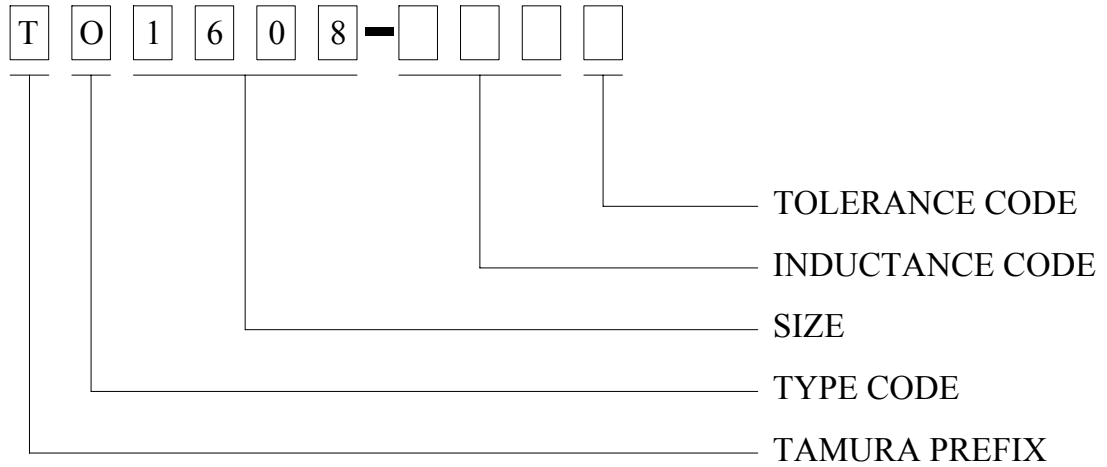 T O 1 6 0 8 -
TOLERANCE CODE
INDUCTANCE CODE
SIZE
TYPE CODE
TAMURA PREFIX